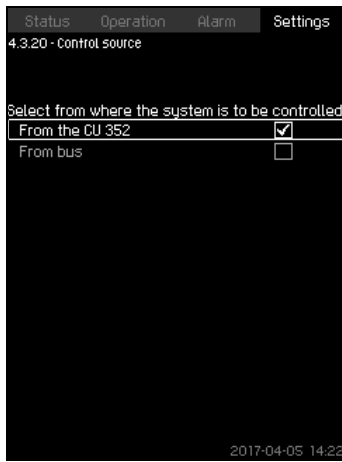 Status Operation Alarm Settings
4.3.20 - Control source
Select from where the system is to be controlled
From the CU 352
From bus
2017-04-05 14:22